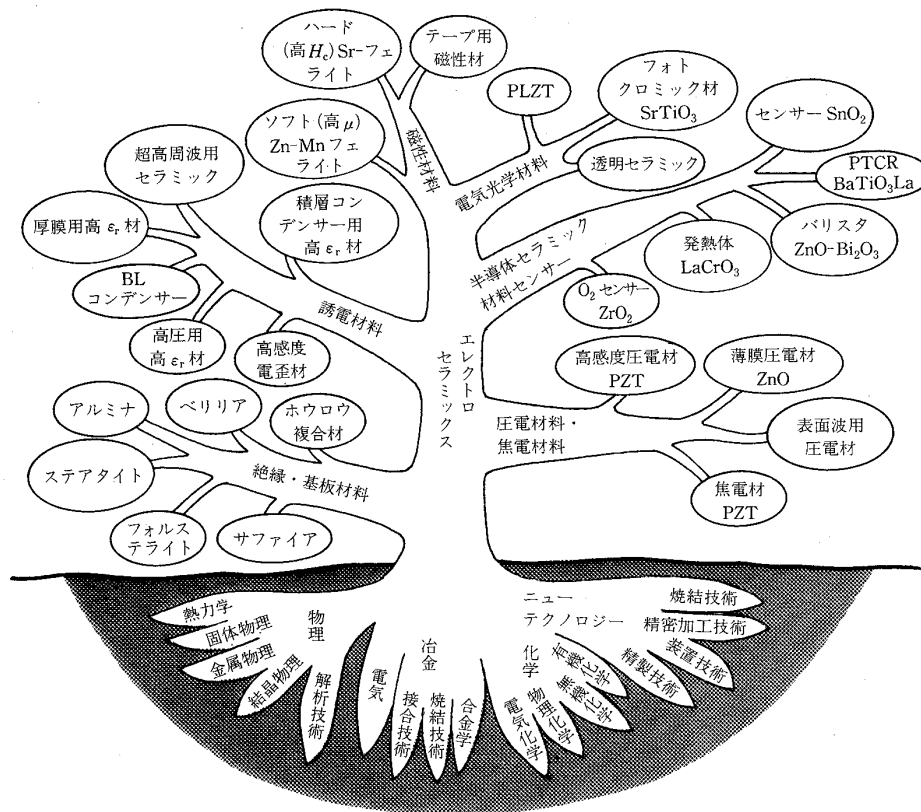 ハード
(高Hc)Sr-フェ
ライト
テープ用
磁性材
PLZT
フォト
クロミック材
SrTiO₃
センサー SnO₂
ソフト(高μ)
Zn-Mnフェ
ライト
磁性材料
電気光学材料
透明セラミック
PTCR
BaTiO₃La
超高周波用
セラミック
積層コン
デンサー用
高 εr 材
厚膜用高 εr 材
半導体セラミック
材料センサー
発熱体
LaCrO₃
バリスタ
ZnO-Bi₂O₃
BL
コンデンサー
O₂ センサー
ZrO₂
誘電材料
高圧用
高 εr 材
高感度
電歪材
エレクトロ
セラミックス
高感度圧電材
PZT
薄膜圧電材
ZnO
アルミナ
ベリリア
ホウロウ
複合材
圧電材料・
焦電材料
表面波用
圧電材
ステアタイト
絶縁・基板材料
焦電材
PZT
フォルス
テライト
サファイア
熱力学
固体物理
金属物理
結晶物理
解析技術
物理
電気
冶金
接合技術
焼結技術
合金学
化学
電気化学
物理化学
無機化学
有機化学
ニュー
テクノロジー
焼結技術
精密加工技術
装置技術
精製技術